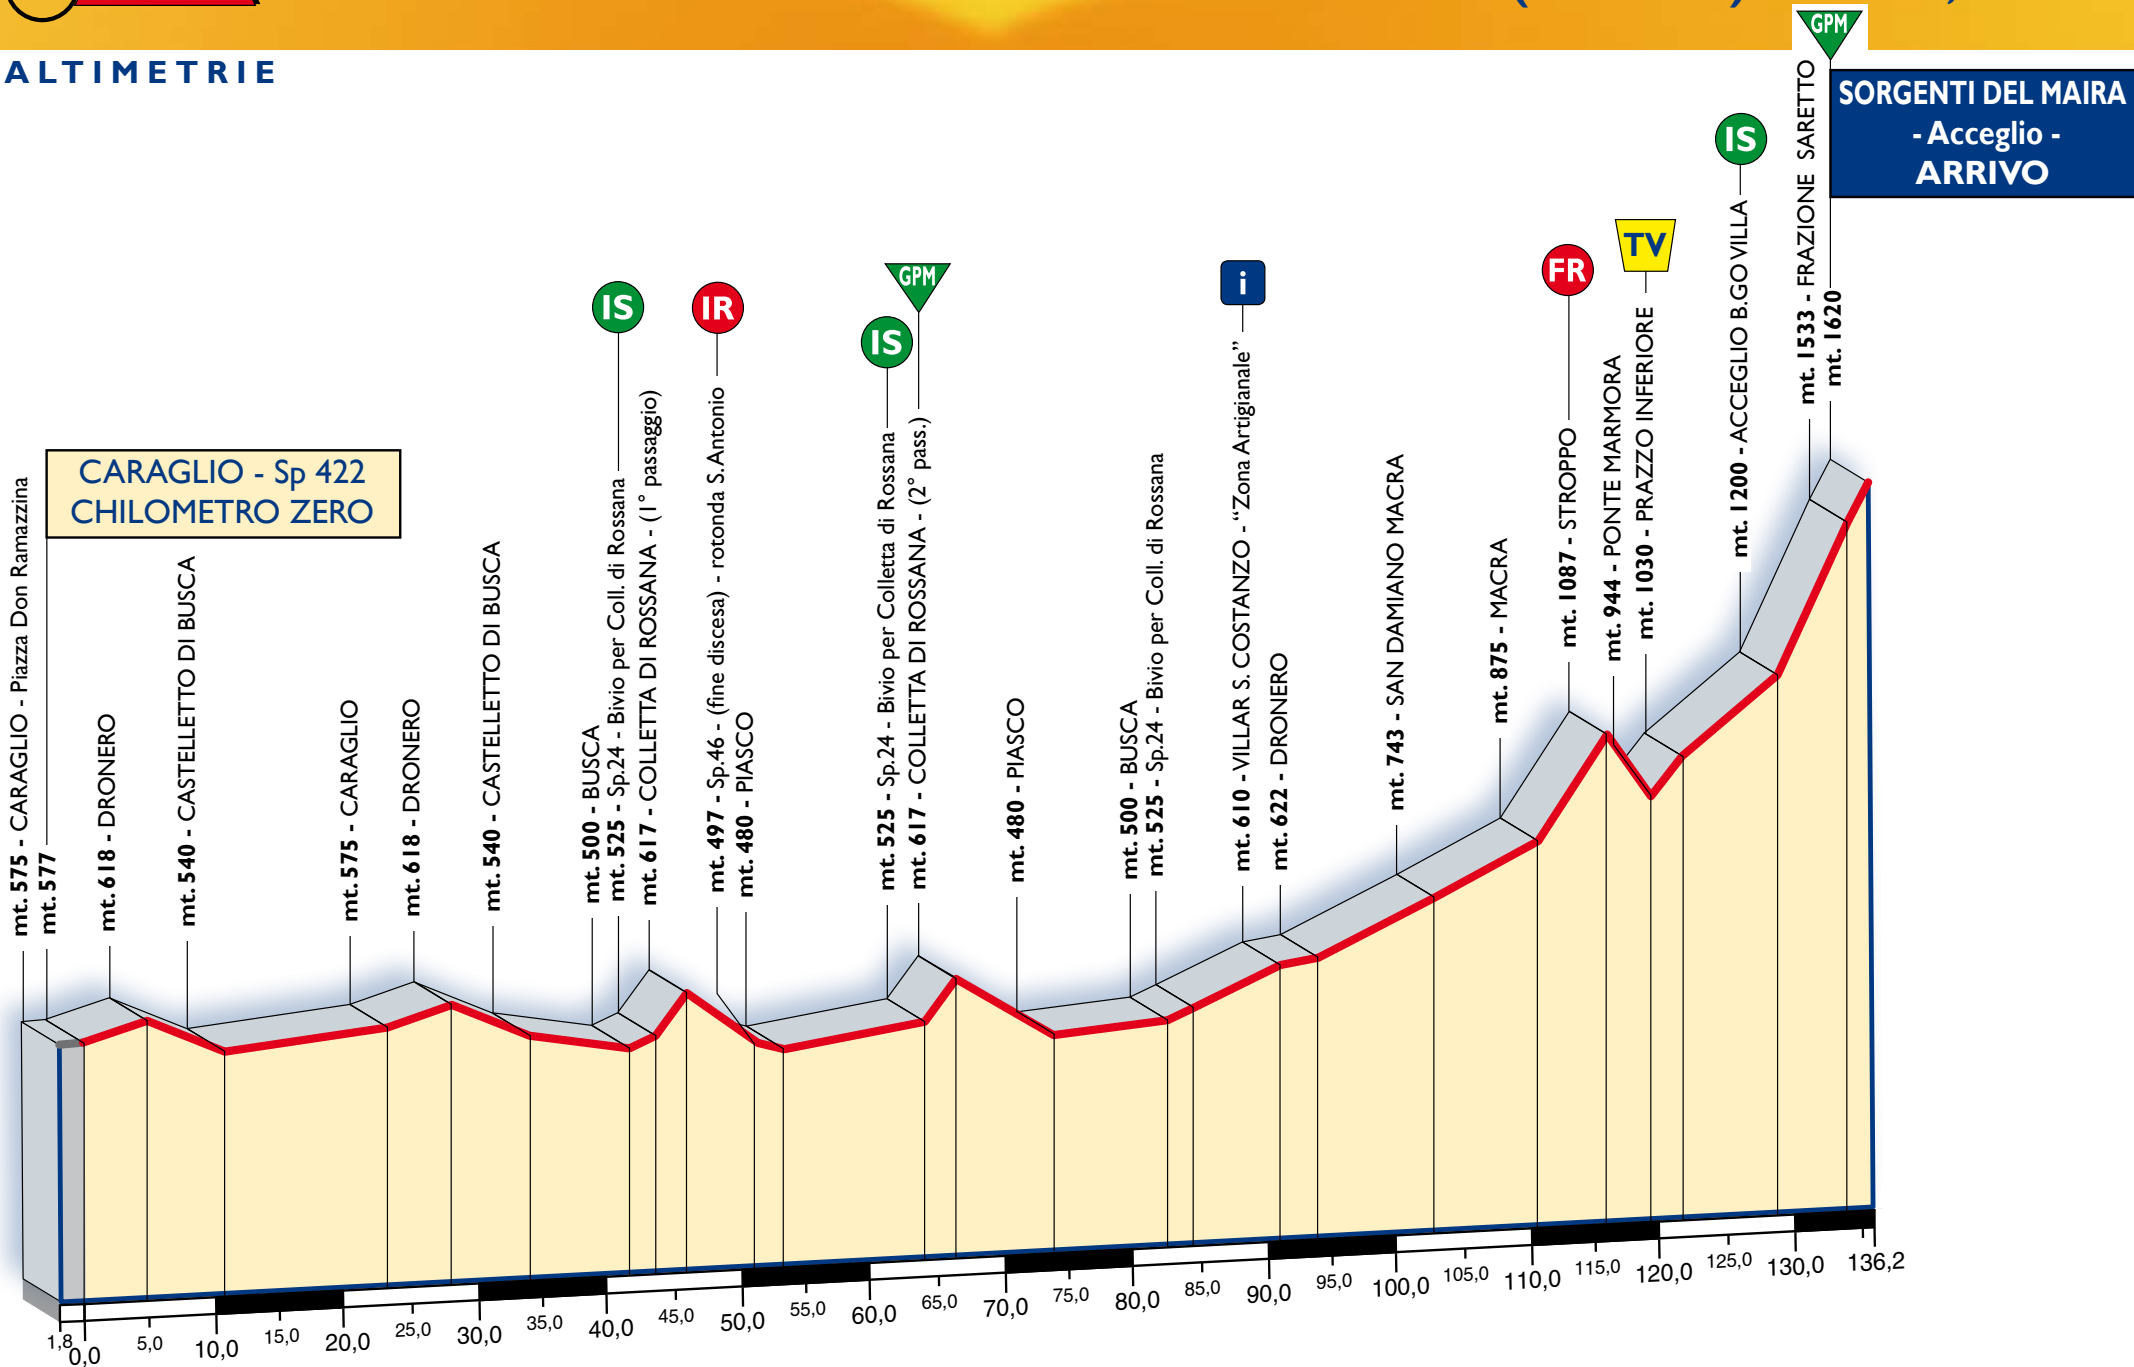 ALTIMETRIE
GPM
SORGENTI DEL MAIRA
- Acceglio -
ARRIVO
CARAGLIO - Sp 422
CHILOMETRO ZERO
mt. 575 - CARAGLIO - Piazza Don Ramazzina
mt. 577
mt. 618 - DRONERO
mt. 540 - CASTELLETTO DI BUSCA
mt. 575 - CARAGLIO
mt. 618 - DRONERO
mt. 540 - CASTELLETTO DI BUSCA
mt. 500 - BUSCA
IS
mt. 525 - Sp.24 - Bivio per Coll. di Rossana
mt. 617 - COLLETTA DI ROSSANA - (1° passaggio)
IR
mt. 497 - Sp.46 - (fine discesa) - rotonda S. Antonio
mt. 480 - PIASCO
IS
mt. 525 - Sp.24 - Bivio per Colletta di Rossana
GPM
mt. 617 - COLLETTA DI ROSSANA - (2° pass.)
mt. 480 - PIASCO
mt. 500 - BUSCA
mt. 525 - Sp.24 - Bivio per Coll. di Rossana
i
mt. 610 - VILLAR S. COSTANZO - “Zona Artigianale”
mt. 622 - DRONERO
mt. 743 - SAN DAMIANO MACRA
mt. 875 - MACRA
FR
mt. 1087 - STROPPO
mt. 944 - PONTE MARMORA
TV
mt. 1030 - PRAZZO INFERIORE
IS
mt. 1200 - ACCEGLIO B.GO VILLA
mt. 1533 - FRAZIONE SARETTO
mt. 1620
1,8
0,0
5,0
10,0
15,0
20,0
25,0
30,0
35,0
40,0
45,0
50,0
55,0
60,0
65,0
70,0
75,0
80,0
85,0
90,0
95,0
100,0
105,0
110,0
115,0
120,0
125,0
130,0
136,2